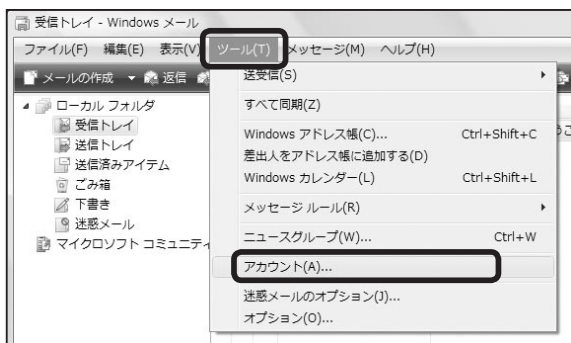 受信トレイ - Windows メール
ファイル(F) 編集(E) 表示(V) ツール(T) メッセージ(M) ヘルプ(H)
メールの作成 返信
送受信(S)
すべて同期(Z)
Windows アドレス帳(C)... Ctrl+Shift+C
差出人をアドレス帳に追加する(D)
Windows カレンダー(L) Ctrl+Shift+L
メッセージ ルール(R)
ニュースグループ(W)... Ctrl+W
アカウント(A)...
迷惑メールのオプション(J)...
オプション(O)...
ローカル フォルダ
受信トレイ
送信トレイ
送信済みアイテム
ごみ箱
下書き
迷惑メール
マイクロソフト コミュニティ